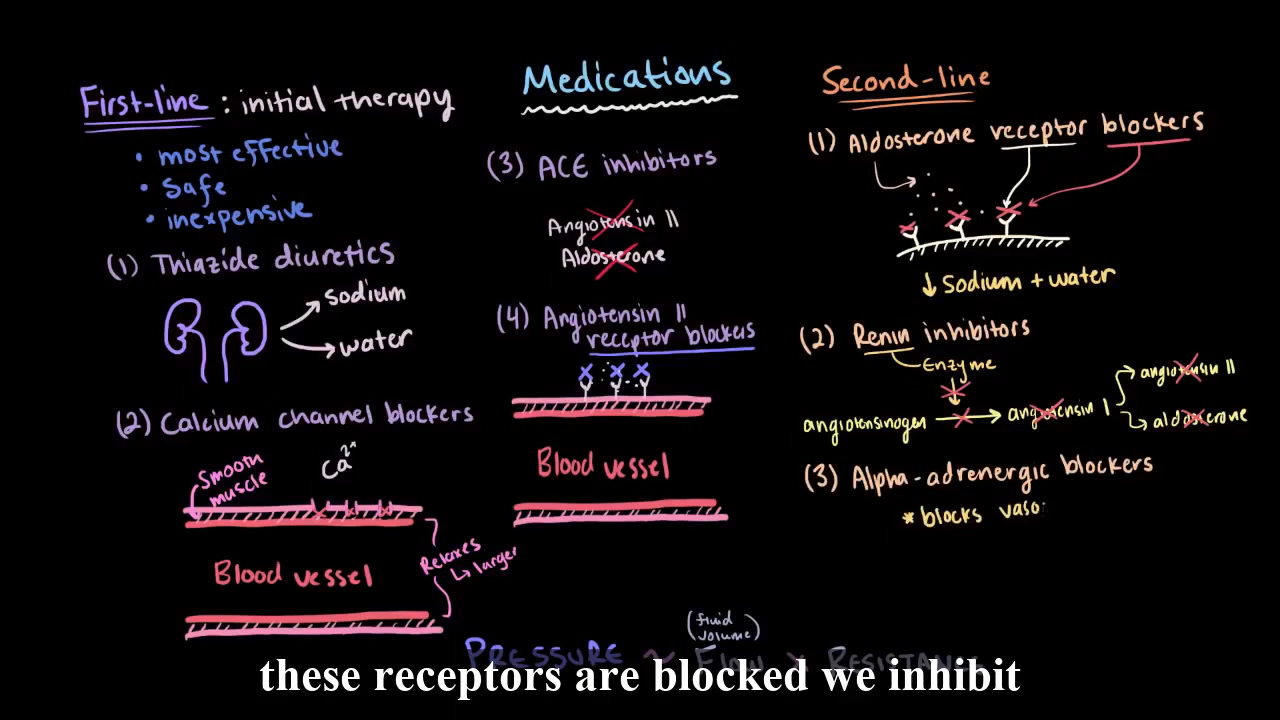 Medications
First-line : initial therapy
• most effective
• Safe
• inexpensive
(1) Thiazide diuretics
sodium
water
(2) Calcium channel blockers
Smooth
muscle
Ca2+
Blood vessel
Relaxes
↳ larger
(3) ACE inhibitors
Angiotensin II
Aldosterone
(4) Angiotensin II
receptor blockers
Blood vessel
Second-line
(1) Aldosterone receptor blockers
↓ Sodium + water
(2) Renin inhibitors
Enzyme
angiotensinogen → angiotensin I
angiotensin II
aldosterone
(3) Alpha-adrenergic blockers
* blocks vaso
(fluid
volume)
PRESSURE ~ FLOW x RESISTANCE
these receptors are blocked we inhibit